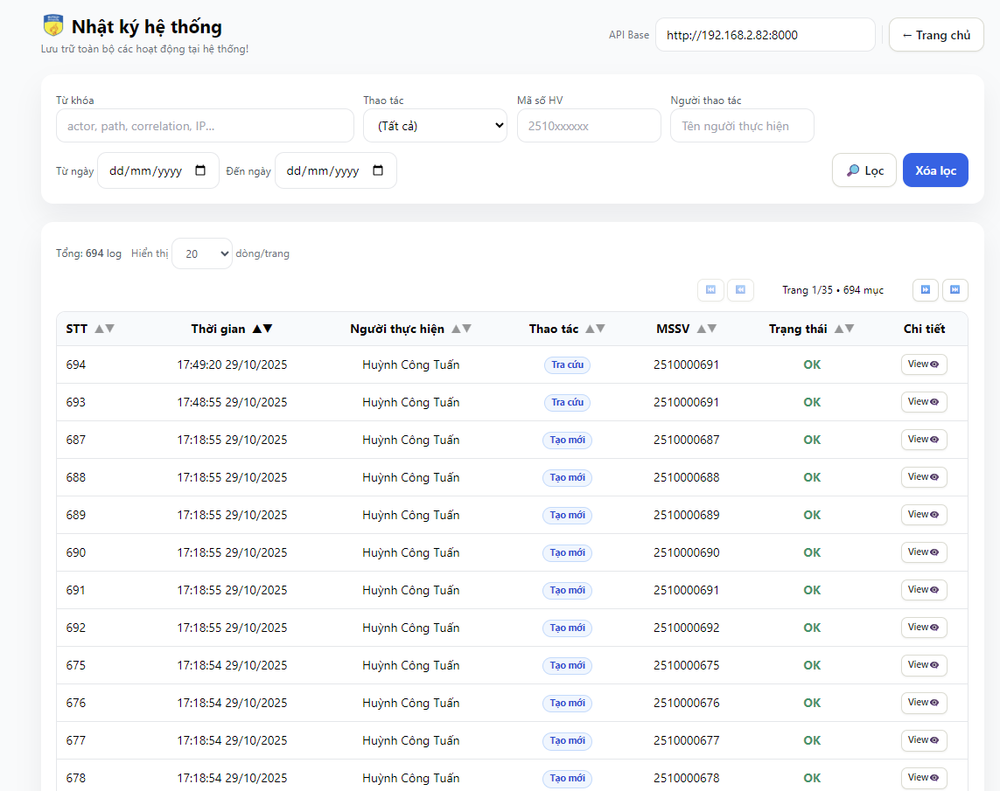 Nhật ký hệ thống
Lưu trữ toàn bộ các hoạt động tại hệ thống!
API Base http://192.168.2.82:8000 ← Trang chủ
Từ khóa Thao tác Mã số HV Người thao tác
actor, path, correlation, IP... (Tất cả) 2510xxxxxx Tên người thực hiện
Từ ngày dd/mm/yyyy Đến ngày dd/mm/yyyy 🔎 Lọc Xóa lọc
Tổng: 694 log Hiển thị 20 dòng/trang
⏮ ⏪ Trang 1/35 • 694 mục ⏩ ⏭
STT ▲▼ Thời gian ▲▼ Người thực hiện ▲▼ Thao tác ▲▼ MSSV ▲▼ Trạng thái ▲▼ Chi tiết
694 17:49:20 29/10/2025 Huỳnh Công Tuấn Tra cứu 2510000691 OK View
693 17:48:55 29/10/2025 Huỳnh Công Tuấn Tra cứu 2510000691 OK View
687 17:18:55 29/10/2025 Huỳnh Công Tuấn Tạo mới 2510000687 OK View
688 17:18:55 29/10/2025 Huỳnh Công Tuấn Tạo mới 2510000688 OK View
689 17:18:55 29/10/2025 Huỳnh Công Tuấn Tạo mới 2510000689 OK View
690 17:18:55 29/10/2025 Huỳnh Công Tuấn Tạo mới 2510000690 OK View
691 17:18:55 29/10/2025 Huỳnh Công Tuấn Tạo mới 2510000691 OK View
692 17:18:55 29/10/2025 Huỳnh Công Tuấn Tạo mới 2510000692 OK View
675 17:18:54 29/10/2025 Huỳnh Công Tuấn Tạo mới 2510000675 OK View
676 17:18:54 29/10/2025 Huỳnh Công Tuấn Tạo mới 2510000676 OK View
677 17:18:54 29/10/2025 Huỳnh Công Tuấn Tạo mới 2510000677 OK View
678 17:18:54 29/10/2025 Huỳnh Công Tuấn Tạo mới 2510000678 OK View